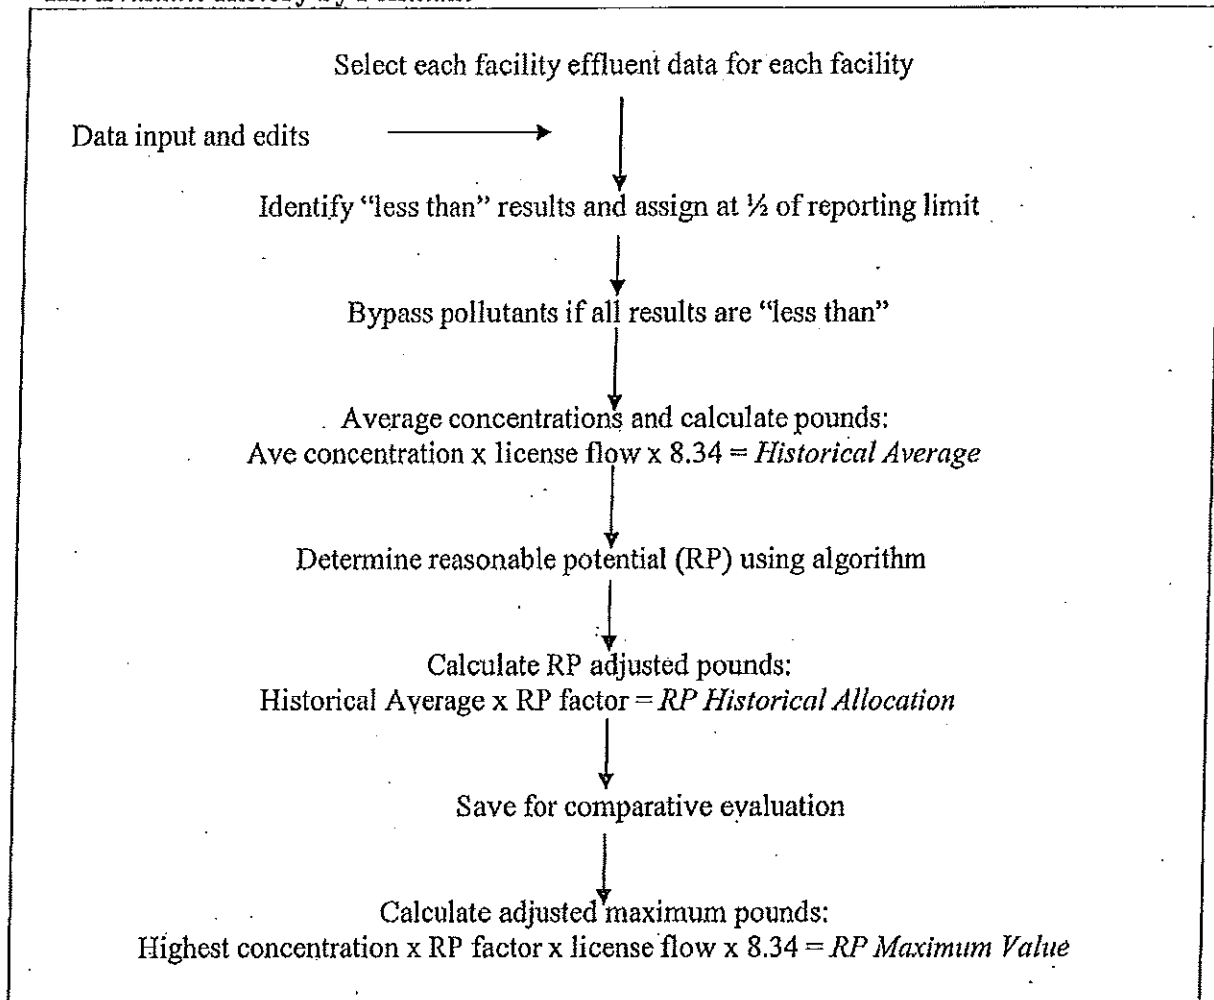 Select each facility effluent data for each facility
Data input and edits
Identify “less than” results and assign at ½ of reporting limit
Bypass pollutants if all results are “less than”
Average concentrations and calculate pounds:
Ave concentration x license flow x 8.34 = Historical Average
Determine reasonable potential (RP) using algorithm
Calculate RP adjusted pounds:
Historical Average x RP factor = RP Historical Allocation
Save for comparative evaluation
Calculate adjusted maximum pounds:
Highest concentration x RP factor x license flow x 8.34 = RP Maximum Value